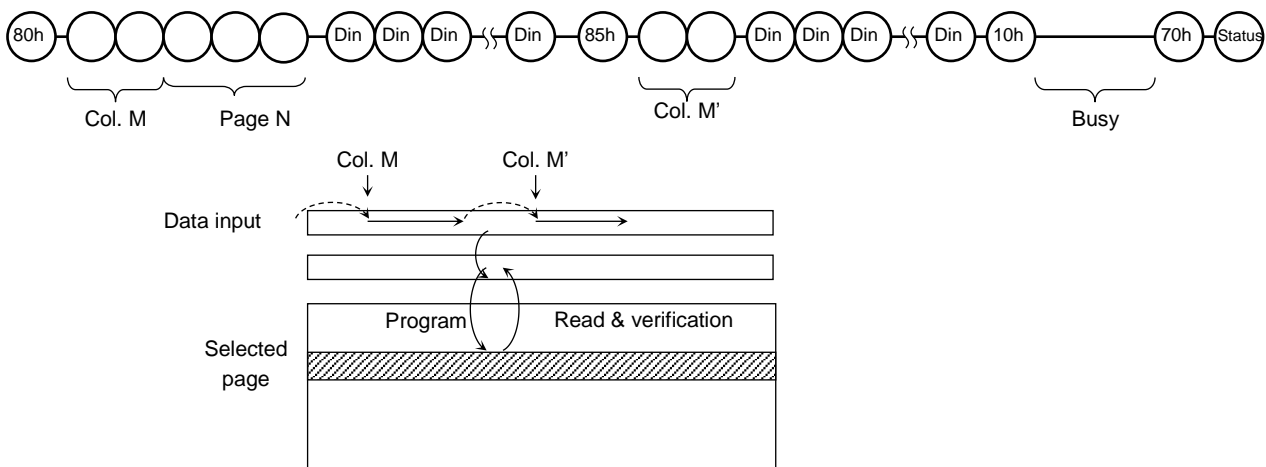 80h Din Din Din Din 85h Din Din Din Din 10h 70h Status
Col. M Page N Col. M’ Busy
Col. M Col. M’
Data input
Program Read & verification
Selected
page